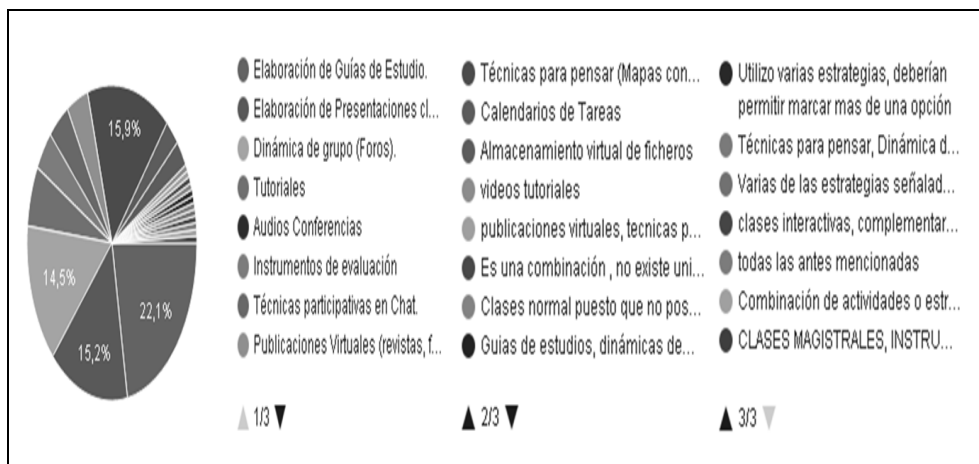 15,9%
14,5%
15,2%
22,1%
Elaboración de Guías de Estudio.
Elaboración de Presentaciones cl...
Dinámica de grupo (Foros).
Tutoriales
Audios Conferencias
Instrumentos de evaluación
Técnicas participativas en Chat.
Publicaciones Virtuales (revistas, f...
1/3
Técnicas para pensar (Mapas con...
Calendarios de Tareas
Almacenamiento virtual de ficheros
videos tutoriales
publicaciones virtuales, tecnicas p...
Es una combinación , no existe uni...
Clases normal puesto que no pos...
Guias de estudios, dinámicas de...
2/3
Utilizo varias estrategias, deberían
permitir marcar mas de una opción
Técnicas para pensar, Dinámica d...
Varias de las estrategias señalad...
clases interactivas, complementar...
todas las antes mencionadas
Combinación de actividades o estr...
CLASES MAGISTRALES, INSTRU...
3/3